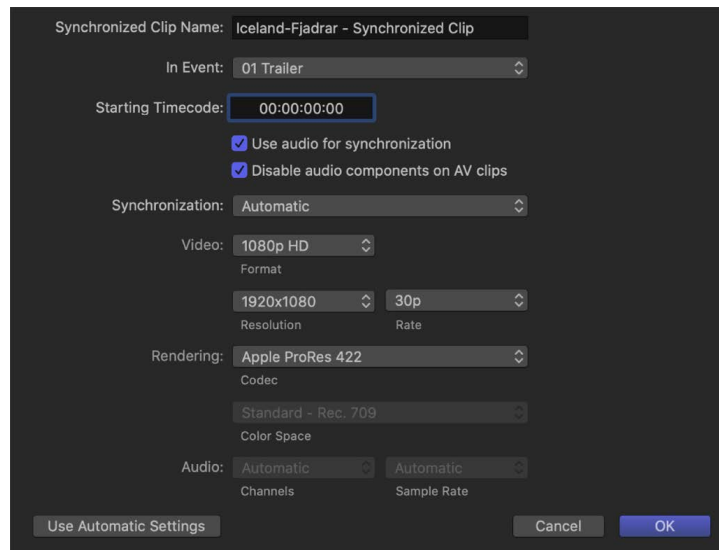 Synchronized Clip Name: Iceland-Fjadrar - Synchronized Clip
In Event: 01 Trailer
Starting Timecode: 00:00:00:00
Use audio for synchronization
Disable audio components on AV clips
Synchronization: Automatic
Video: 1080p HD
Format
1920x1080 30p
Resolution Rate
Rendering: Apple ProRes 422
Codec
Standard - Rec. 709
Color Space
Audio: Automatic Automatic
Channels Sample Rate
Use Automatic Settings Cancel OK